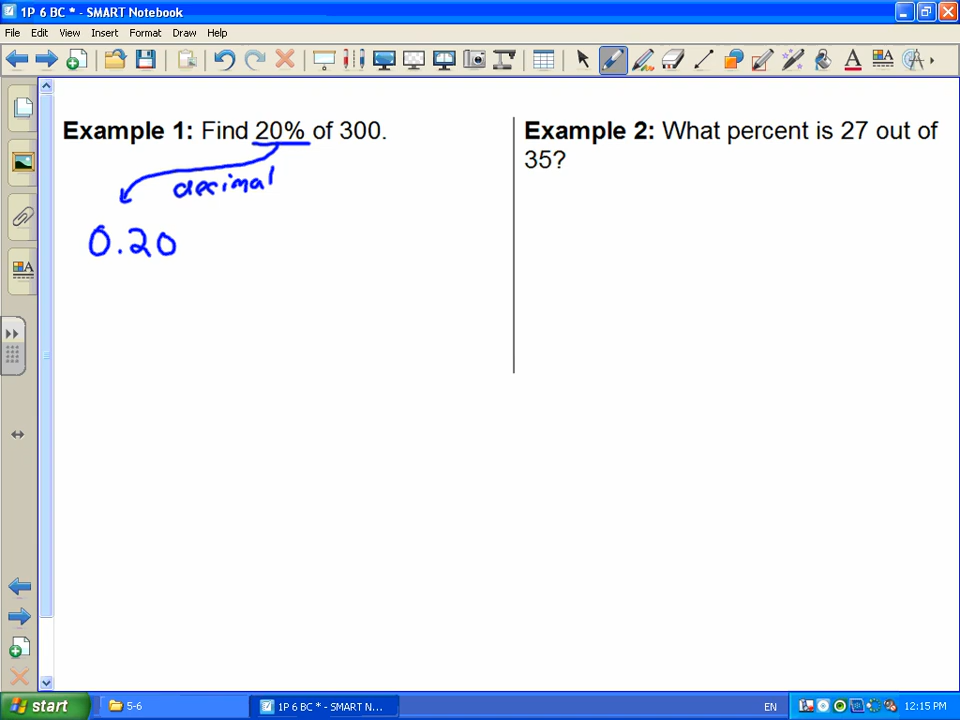 1P 6 BC * - SMART Notebook
File Edit View Insert Format Draw Help
Example 1: Find 20% of 300.
decimal
0.20
Example 2: What percent is 27 out of
35?
start
5-6
1P 6 BC * - SMART N...
EN
12:15 PM